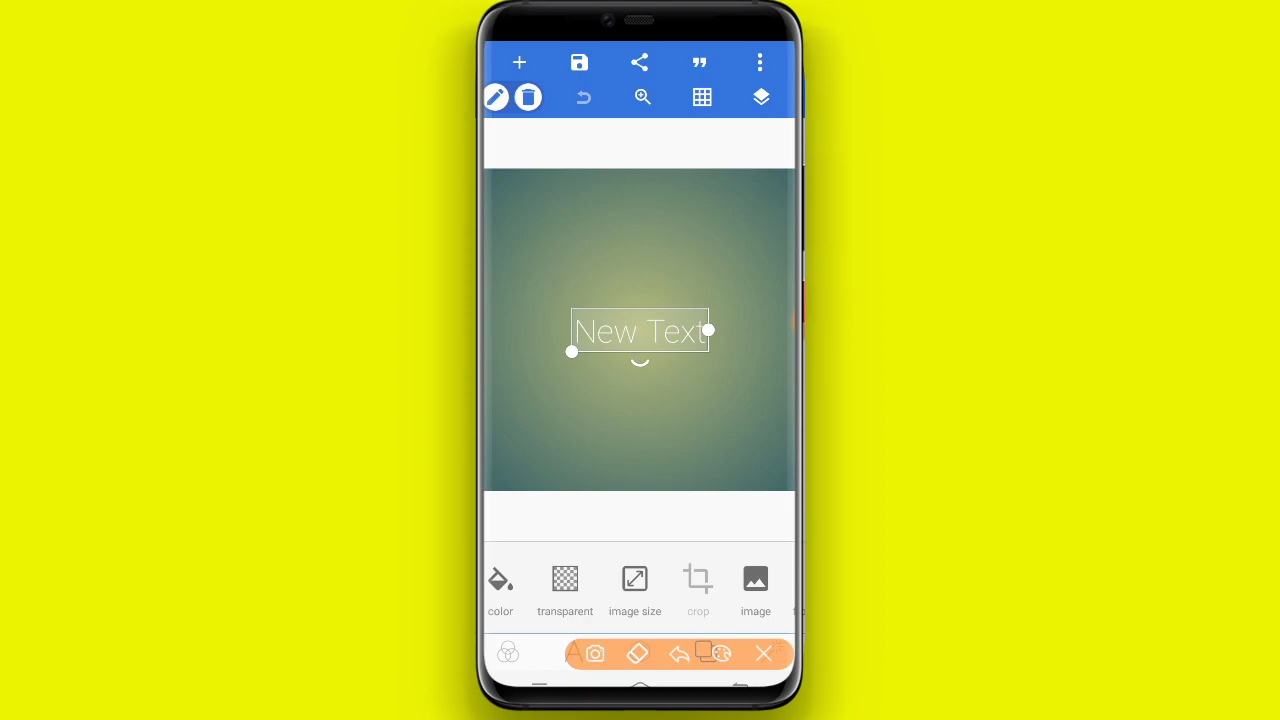 New Text
color
transparent
image size
crop
image